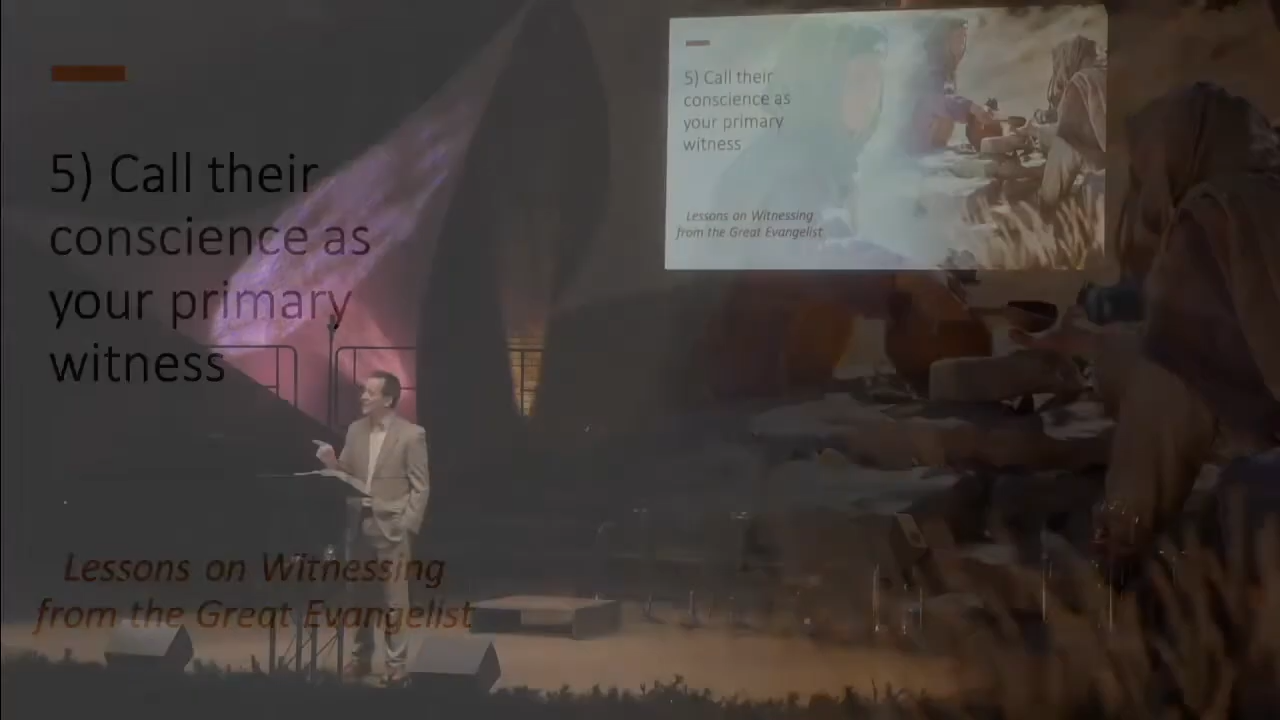 5) Call their
conscience as
your primary
witness
Lessons on Witnessing
from the Great Evangelist
5) Call their
conscience as
your primary
witness
Lessons on Witnessing
from the Great Evangelist